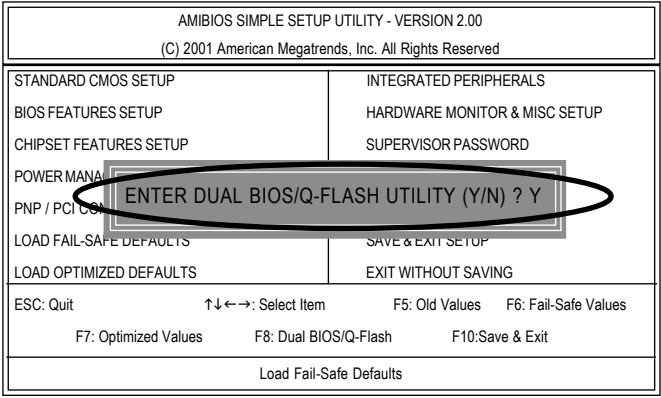 AMIBIOS SIMPLE SETUP UTILITY - VERSION 2.00
(C) 2001 American Megatrends, Inc. All Rights Reserved
STANDARD CMOS SETUP
INTEGRATED PERIPHERALS
BIOS FEATURES SETUP
HARDWARE MONITOR & MISC SETUP
CHIPSET FEATURES SETUP
SUPERVISOR PASSWORD
POWER
ENTER DUAL BIOS/Q-FLASH UTILITY (Y/N) ? Y
PNP / PCI
LOAD FAIL-SAFE DEFAULTS
SAVE & EXIT SETUP
LOAD OPTIMIZED DEFAULTS
EXIT WITHOUT SAVING
ESC: Quit ↑↓←→: Select Item F5: Old Values F6: Fail-Safe Values
F7: Optimized Values F8: Dual BIOS/Q-Flash F10:Save & Exit
Load Fail-Safe Defaults